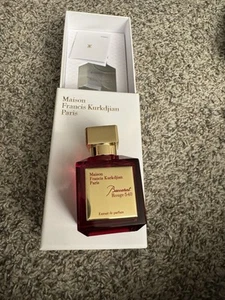 Maison
Francis Kurkdjian
Paris
Maison
Francis Kurkdjian
Paris
Baccarat
Rouge 540
Extrait de parfum